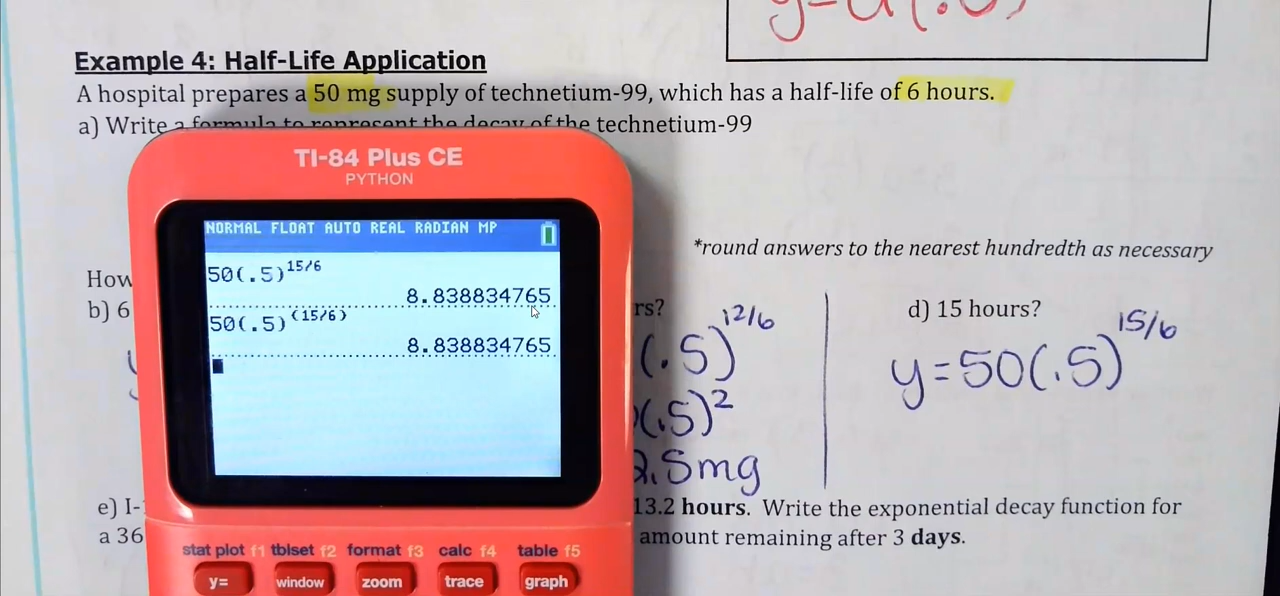 Example 4: Half-Life Application
A hospital prepares a 50 mg supply of technetium-99, which has a half-life of 6 hours.
a) Write a formula to represent the decay of the technetium-99
TI-84 Plus CE
PYTHON
NORMAL FLOAT AUTO REAL RADIAN MP
50(.5)^15/6
8.838834765
50(.5)^(15/6)
8.838834765
*round answers to the nearest hundredth as necessary
How
b) 6
rs?
(.5)^12/6
(.5)^2
2.5mg
d) 15 hours?
y=50(.5)^15/6
e) I-
13.2 hours. Write the exponential decay function for
a 36
amount remaining after 3 days.
stat plot f1 tblset f2 format f3 calc f4 table f5
y= window zoom trace graph